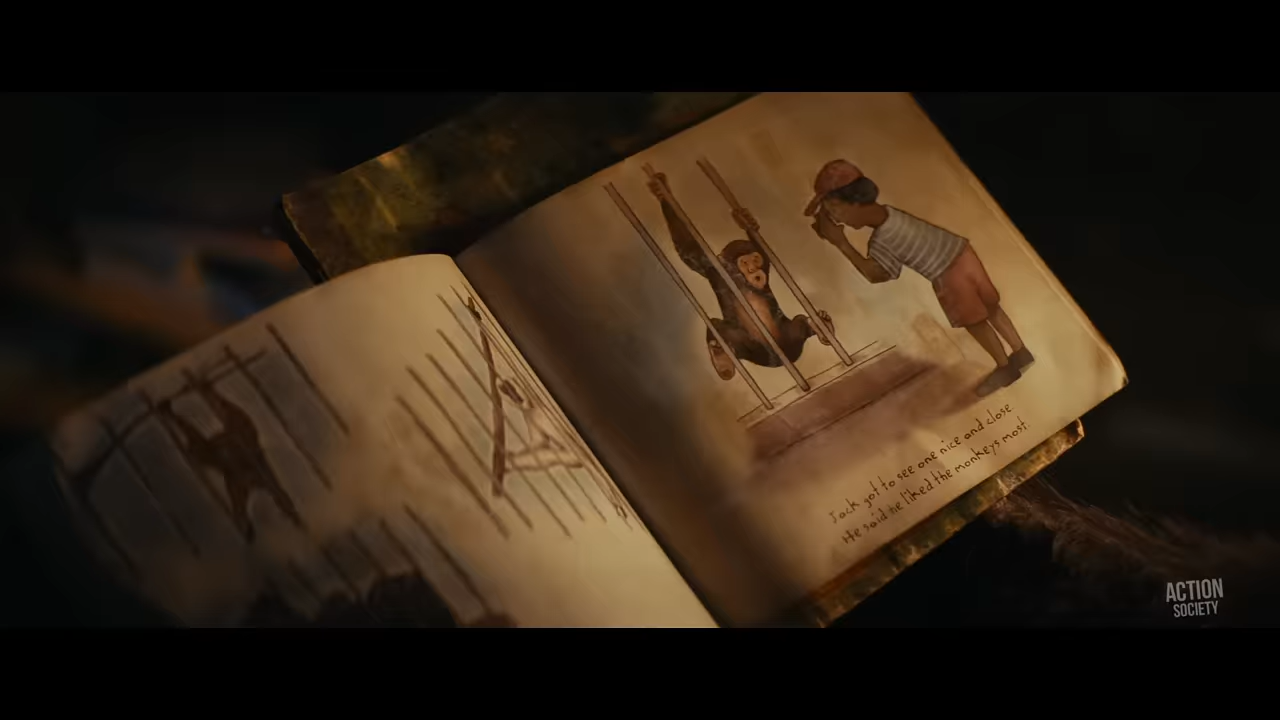 Jack got to see one nice and close
He said he liked the monkeys most.
ACTION
SOCIETY